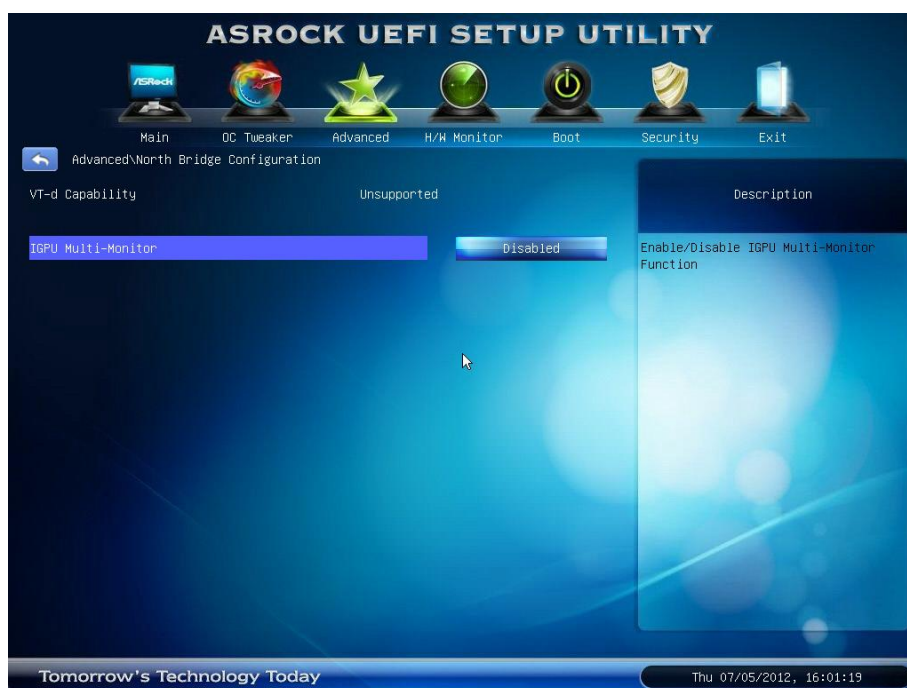 ASROCK UEFI SETUP UTILITY
ASRock
Main OC Tweaker Advanced H/W Monitor Boot Security Exit
Advanced\North Bridge Configuration
VT-d Capability Unsupported
Description
IGPU Multi-Monitor Disabled
Enable/Disable IGPU Multi-Monitor
Function
Tomorrow's Technology Today
Thu 07/05/2012, 16:01:19